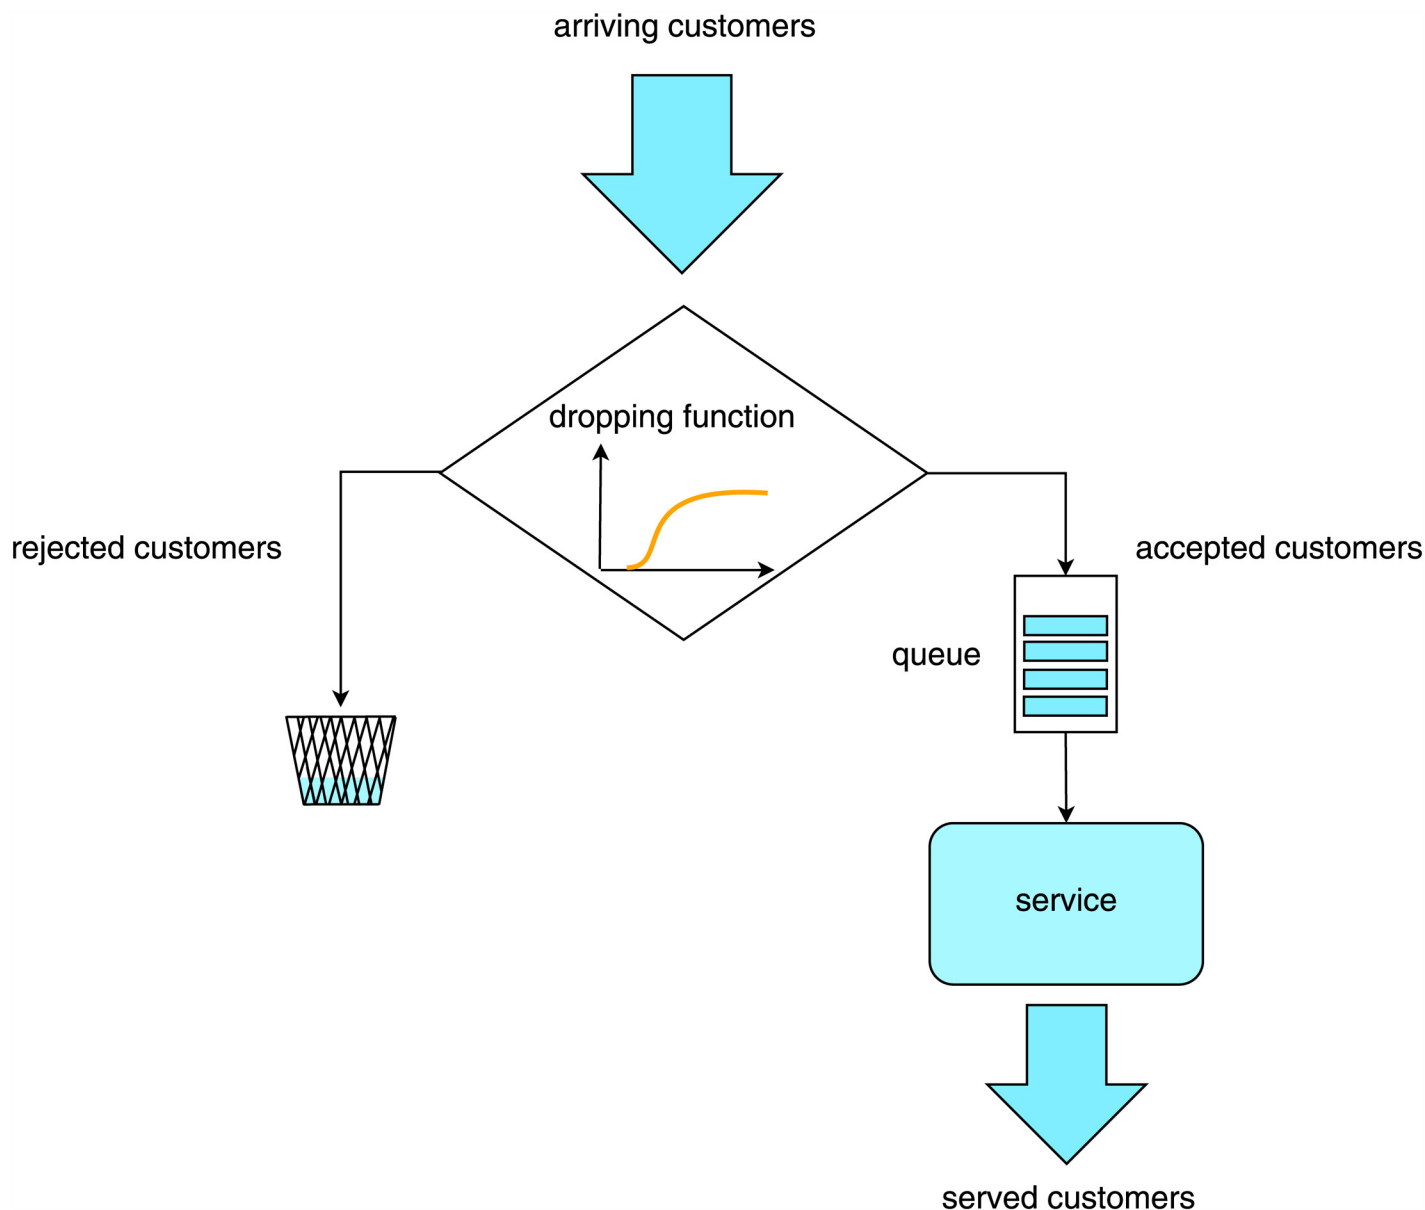 arriving customers
dropping function
rejected customers
accepted customers
queue
service
served customers